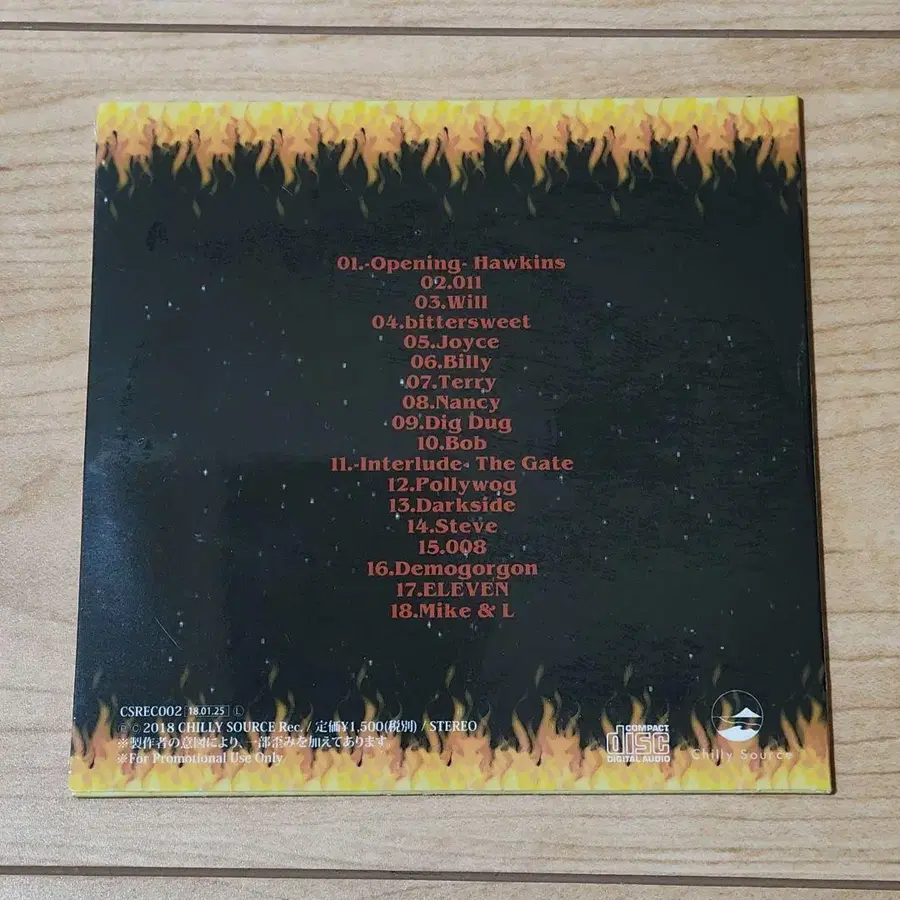 01.-Opening- Hawkins
02.011
03.Will
04.bittersweet
05.Joyce
06.Billy
07.Terry
08.Nancy
09.Dig Dug
10.Bob
11.-Interlude- The Gate
12.Pollywog
13.Darkside
14.Steve
15.008
16.Demogorgon
17.ELEVEN
18.Mike & L
CSREC002 18.01.25 Ⓛ
Ⓟ © 2018 CHILLY SOURCE Rec. / 定価¥1,500(税別) / STEREO
※製作者の意図により、一部歪みを加えてあります
※For Promotional Use Only
COMPACT
disc
DIGITAL AUDIO
Chilly Source